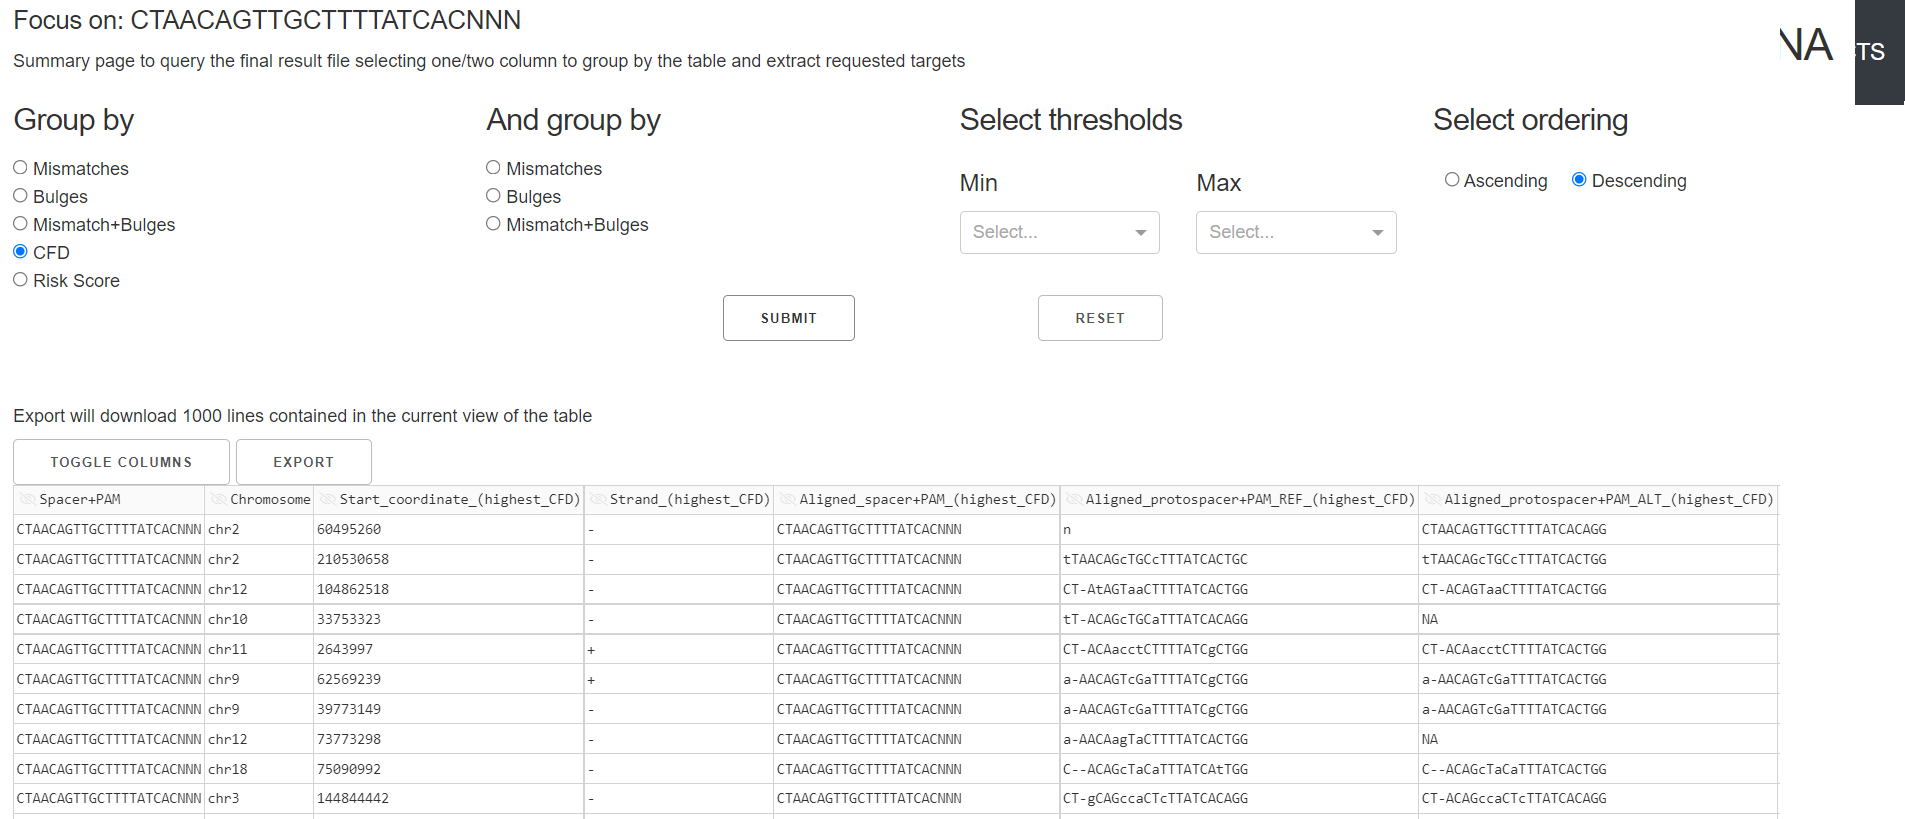 Focus on: CTAACAGTTGCTTTTATCACNNN
NA
TS
Summary page to query the final result file selecting one/two column to group by the table and extract requested targets
Group by
And group by
Select thresholds
Select ordering
Mismatches
Bulges
Mismatch+Bulges
CFD
Risk Score
Mismatches
Bulges
Mismatch+Bulges
Min
Max
Select...
Select...
Ascending
Descending
SUBMIT
RESET
Export will download 1000 lines contained in the current view of the table
TOGGLE COLUMNS
EXPORT
Spacer+PAM Chromosome Start_coordinate_(highest_CFD) Strand_(highest_CFD) Aligned_spacer+PAM_(highest_CFD) Aligned_protospacer+PAM_REF_(highest_CFD) Aligned_protospacer+PAM_ALT_(highest_CFD)
CTAACAGTTGCTTTTATCACNNN chr2 60495260 - CTAACAGTTGCTTTTATCACNNN n CTAACAGTTGCTTTTATCACAGG
CTAACAGTTGCTTTTATCACNNN chr2 210530658 - CTAACAGTTGCTTTTATCACNNN tTAACAGcTGCcTTTATCACTGC tTAACAGcTGCcTTTATCACTGG
CTAACAGTTGCTTTTATCACNNN chr12 104862518 - CTAACAGTTGCTTTTATCACNNN CT-AtAGTaaCTTTTATCACTGG CT-ACAGTaaCTTTTATCACTGG
CTAACAGTTGCTTTTATCACNNN chr10 33753323 - CTAACAGTTGCTTTTATCACNNN tT-ACAGcTGCaTTTATCACAGG NA
CTAACAGTTGCTTTTATCACNNN chr11 2643997 + CTAACAGTTGCTTTTATCACNNN CT-ACAacctCTTTTATCgCTGG CT-ACAacctCTTTTATCACTGG
CTAACAGTTGCTTTTATCACNNN chr9 62569239 + CTAACAGTTGCTTTTATCACNNN a-AACAGTcGaTTTTATCgCTGG a-AACAGTcGaTTTTATCACTGG
CTAACAGTTGCTTTTATCACNNN chr9 39773149 - CTAACAGTTGCTTTTATCACNNN a-AACAGTcGaTTTTATCgCTGG a-AACAGTcGaTTTTATCACTGG
CTAACAGTTGCTTTTATCACNNN chr12 73773298 - CTAACAGTTGCTTTTATCACNNN a-AACAagTaCTTTTATCACTGG NA
CTAACAGTTGCTTTTATCACNNN chr18 75090992 - CTAACAGTTGCTTTTATCACNNN C--ACAGcTaCaTTTATCAtTGG C--ACAGcTaCaTTTATCACTGG
CTAACAGTTGCTTTTATCACNNN chr3 144844442 - CTAACAGTTGCTTTTATCACNNN CT-gCAGccaCTcTTATCACAGG CT-ACAGccaCTcTTATCACAGG